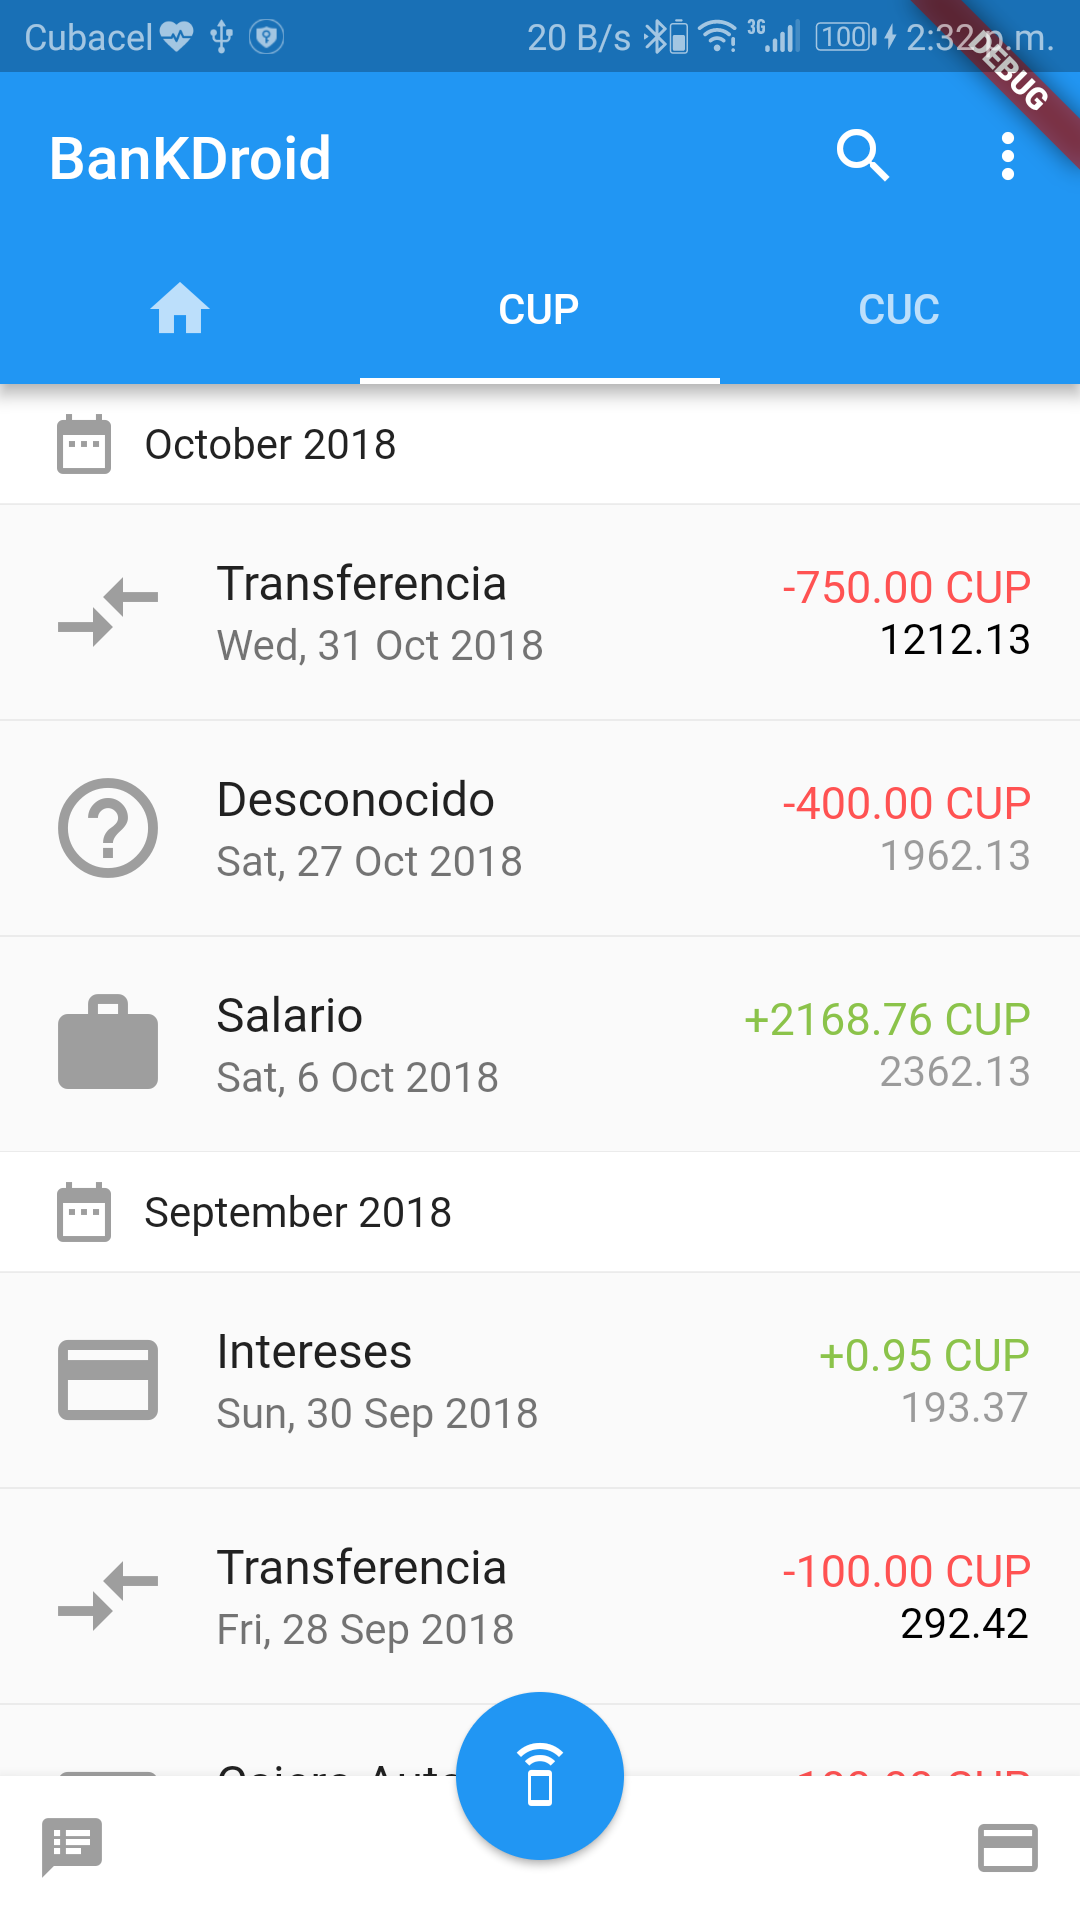 Cubacel 20 B/s 3G 100 2:32 p.m.
DEBUG
BanKDroid
CUP CUC
October 2018
Transferencia -750.00 CUP
Wed, 31 Oct 2018 1212.13
Desconocido -400.00 CUP
Sat, 27 Oct 2018 1962.13
Salario +2168.76 CUP
Sat, 6 Oct 2018 2362.13
September 2018
Intereses +0.95 CUP
Sun, 30 Sep 2018 193.37
Transferencia -100.00 CUP
Fri, 28 Sep 2018 292.42
CUP